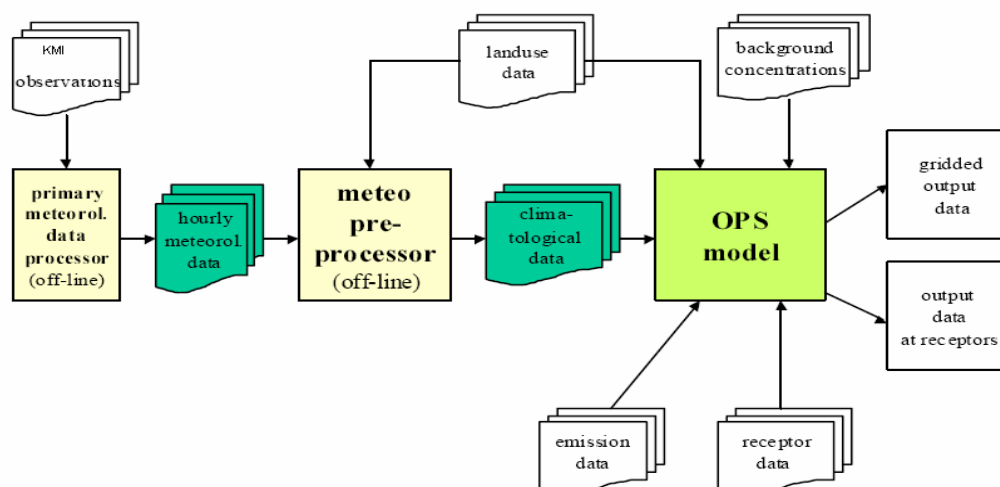 KMI
observations
landuse
data
background
concentrations
primary
meteorol.
data
processor
(off-line)
hourly
meteorol.
data
meteo
pre-
processor
(off-line)
clima-
tological
data
OPS
model
gridded
output
data
output
data
at receptors
emission
data
receptor
data